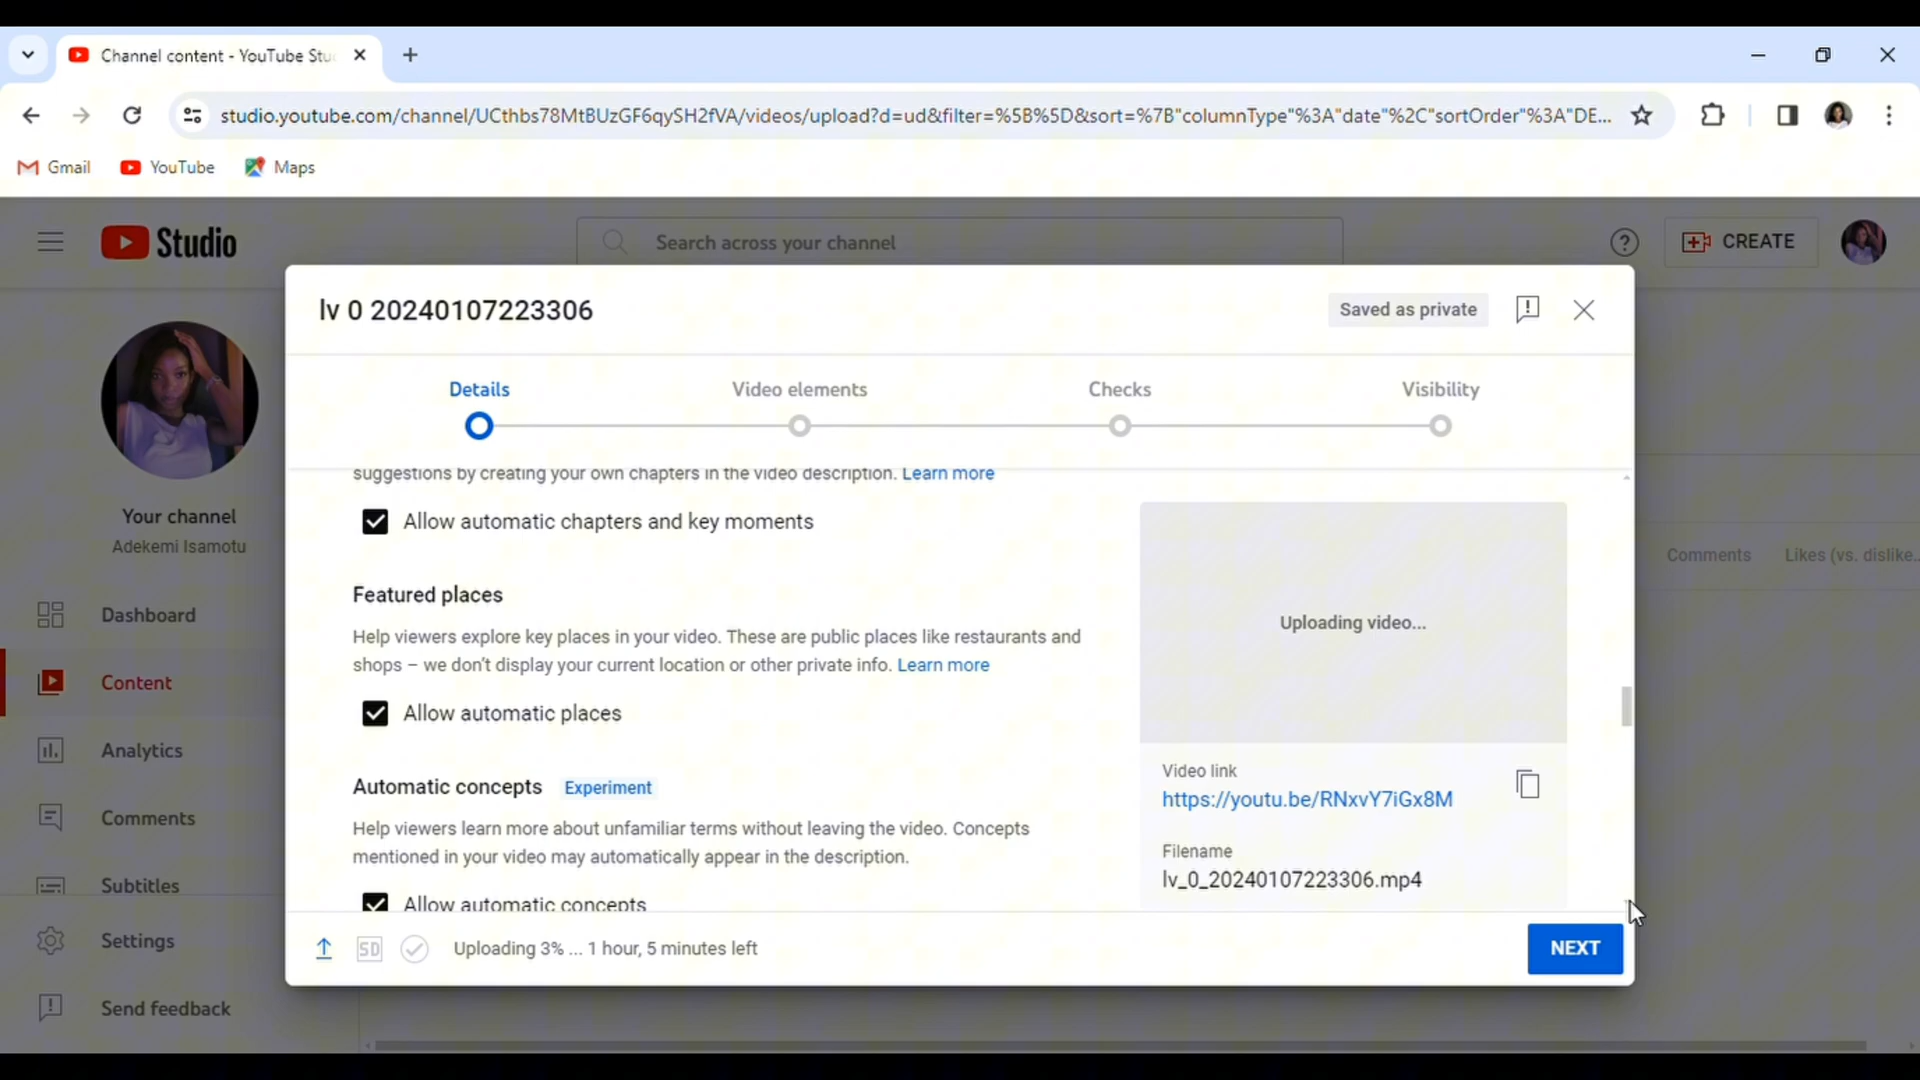 Channel content - YouTube Stu
studio.youtube.com/channel/UCthbs78MtBUzGF6qySH2fVA/videos/upload?d=ud&filter=%5B%5D&sort=%7B"columnType"%3A"date"%2C"sortOrder"%3A"DE...
Gmail
YouTube
Maps
Studio
Search across your channel
CREATE
lv 0 20240107223306
Saved as private
Details
Video elements
Checks
Visibility
suggestions by creating your own chapters in the video description. Learn more
Allow automatic chapters and key moments
Featured places
Help viewers explore key places in your video. These are public places like restaurants and
shops – we don't display your current location or other private info. Learn more
Allow automatic places
Automatic concepts Experiment
Help viewers learn more about unfamiliar terms without leaving the video. Concepts
mentioned in your video may automatically appear in the description.
Allow automatic concepts
Uploading video...
Video link
https://youtu.be/RNxvY7iGx8M
Filename
lv_0_20240107223306.mp4
SD
Uploading 3% ... 1 hour, 5 minutes left
NEXT
Your channel
Adekemi Isamotu
Dashboard
Content
Analytics
Comments
Subtitles
Settings
Send feedback
Comments
Likes (vs. dislike...